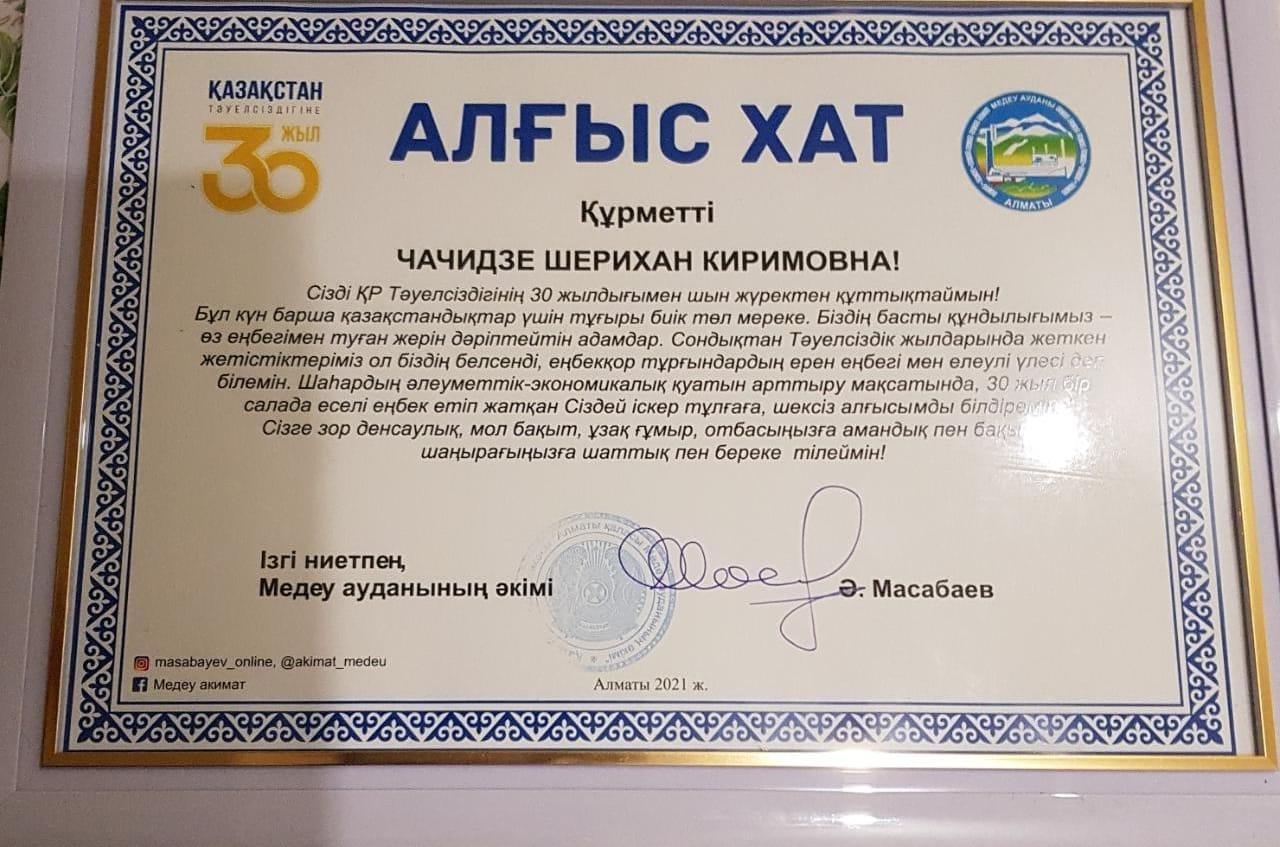 ҚАЗАҚСТАН
ТӘУЕЛСІЗДІГІНЕ
30 ЖЫЛ
АЛҒЫС ХАТ
МЕДЕУ АУДАНЫ
АЛМАТЫ
Құрметті
ЧАЧИДЗЕ ШЕРИХАН КИРИМОВНА!
Сізді ҚР Тәуелсіздігінің 30 жылдығымен шын жүректен құттықтаймын!
Бұл күн барша қазақстандықтар үшін тұғыры биік төл мереке. Біздің басты құндылығымыз –
өз еңбегімен туған жерін дәріптейтін адамдар. Сондықтан Тәуелсіздік жылдарында жеткен
жетістіктеріміз ол біздің белсенді, еңбекқор тұрғындардың ерен еңбегі мен елеулі үлесі деп
білемін. Шаһардың әлеуметтік-экономикалық қуатын арттыру мақсатында, 30 жыл бір
салада еселі еңбек етіп жатқан Сіздей іскер тұлғаға, шексіз алғысымды білдіремін
Сізге зор денсаулық, мол бақыт, ұзақ ғұмыр, отбасыңызға амандық пен
шаңырағыңызға шаттық пен береке тілеймін!
Ізгі ниетпен,
Медеу ауданының әкімі
Ә. Масабаев
masabayev_online, @akimat_medeu
Медеу акимат
Алматы 2021 ж.